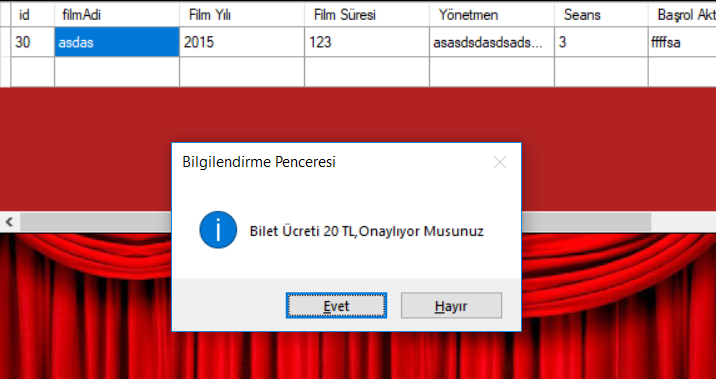 id filmAdi Film Yılı Film Süresi Yönetmen Seans Başrol Akt
30 asdas 2015 123 asasdsdasdsads... 3 ffffsa
Bilgilendirme Penceresi
Bilet Ücreti 20 TL,Onaylıyor Musunuz
Evet Hayır